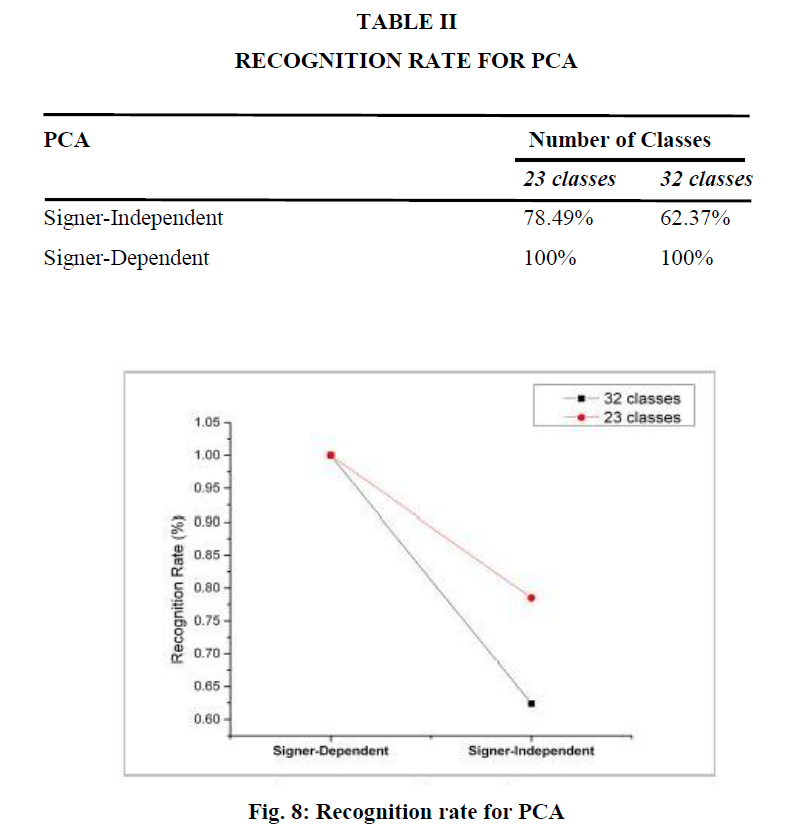 TABLE II
RECOGNITION RATE FOR PCA
PCA Number of Classes
23 classes 32 classes
Signer-Independent 78.49% 62.37%
Signer-Dependent 100% 100%
32 classes
23 classes
1.05
1.00
0.95
0.90
0.85
0.80
0.75
0.70
0.65
0.60
Recognition Rate (%)
Signer-Dependent Signer-Independent
Fig. 8: Recognition rate for PCA